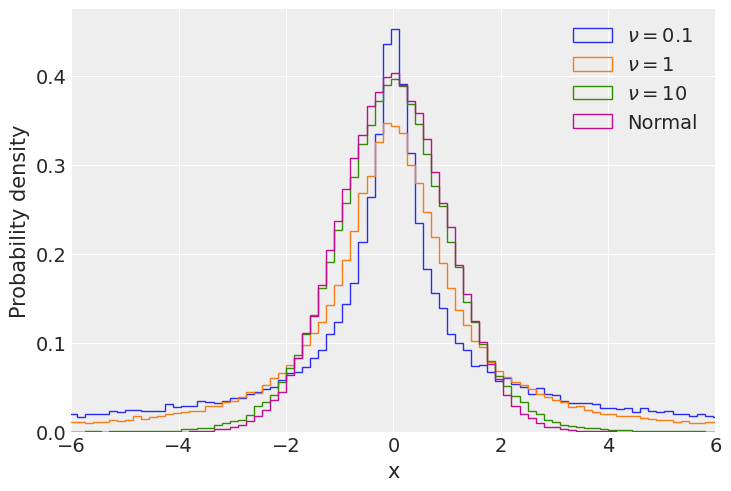 ν = 0.1
ν = 1
ν = 10
Normal
Probability density
0.4
0.3
0.2
0.1
0.0
−6 −4 −2 0 2 4 6
x